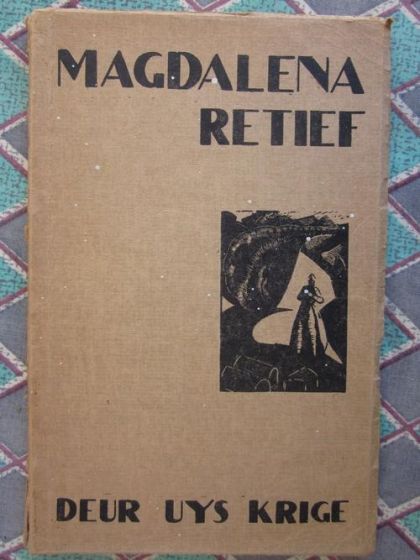 MAGDALENA
RETIEF
DEUR UYS KRIGE